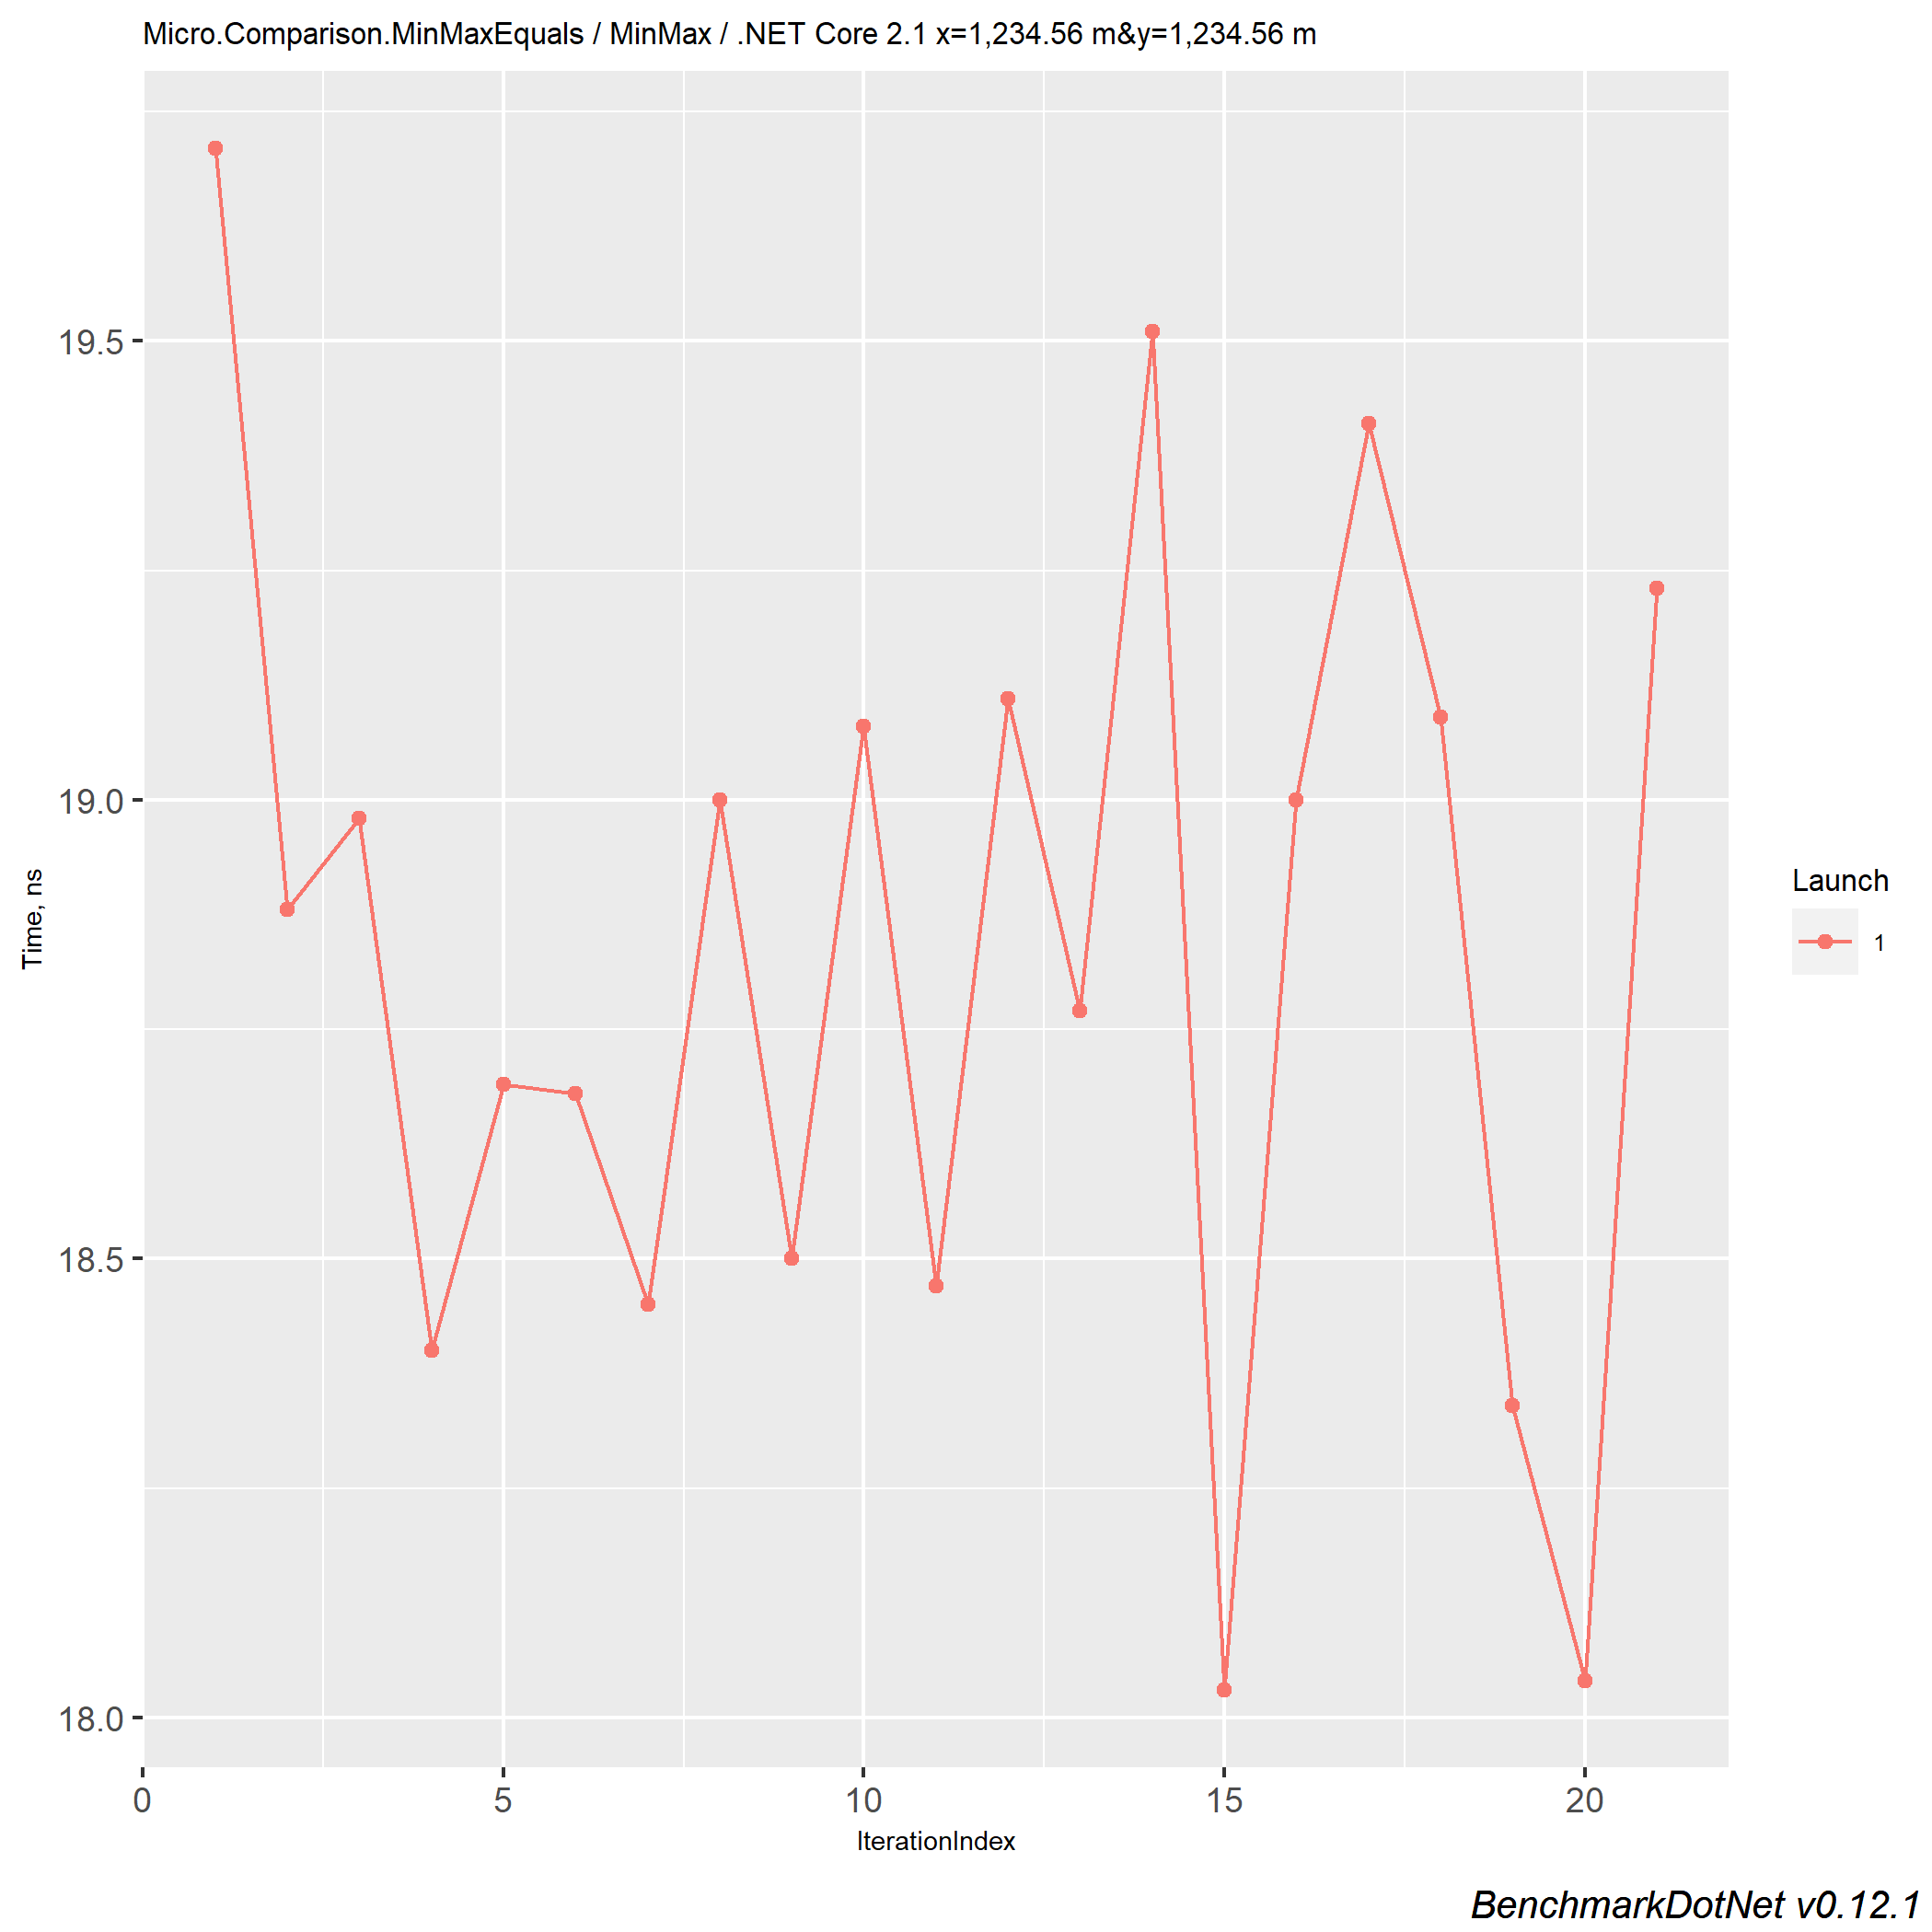 Micro.Comparison.MinMaxEquals / MinMax / .NET Core 2.1 x=1,234.56 m&y=1,234.56 m
19.5
19.0
18.5
18.0
Time, ns
0 5 10 15 20
IterationIndex
Launch
1
BenchmarkDotNet v0.12.1